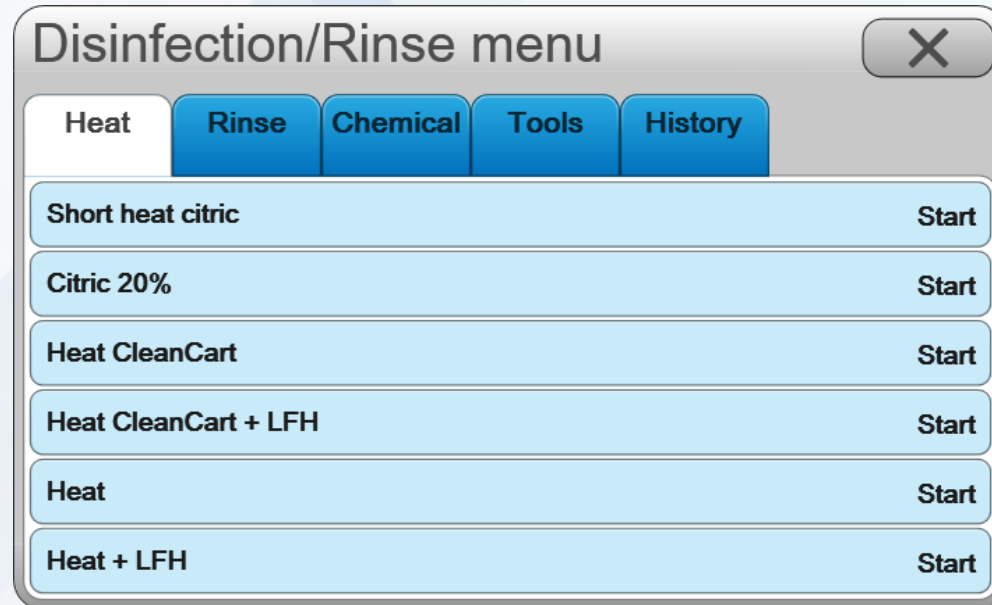 Disinfection/Rinse menu
Heat Rinse Chemical Tools History
Short heat citric Start
Citric 20% Start
Heat CleanCart Start
Heat CleanCart + LFH Start
Heat Start
Heat + LFH Start